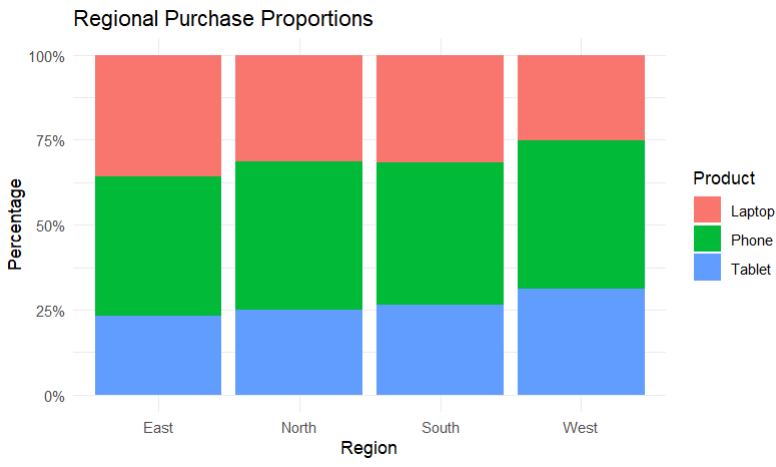 Regional Purchase Proportions
100%
75%
50%
25%
0%
Percentage
East
North
South
West
Region
Product
Laptop
Phone
Tablet